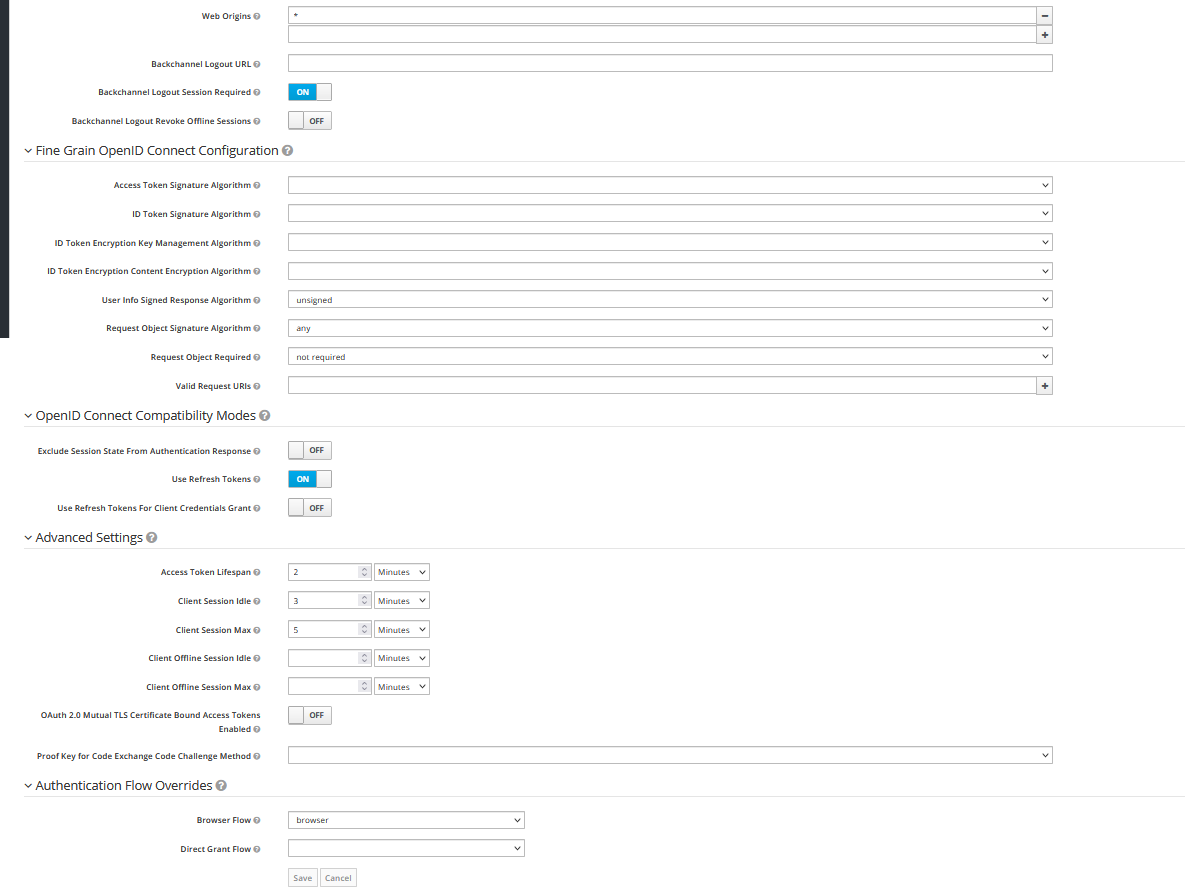 Web Origins
*
Backchannel Logout URL
Backchannel Logout Session Required ON
Backchannel Logout Revoke Offline Sessions OFF
Fine Grain OpenID Connect Configuration
Access Token Signature Algorithm
ID Token Signature Algorithm
ID Token Encryption Key Management Algorithm
ID Token Encryption Content Encryption Algorithm
User Info Signed Response Algorithm unsigned
Request Object Signature Algorithm any
Request Object Required not required
Valid Request URIs
OpenID Connect Compatibility Modes
Exclude Session State From Authentication Response OFF
Use Refresh Tokens ON
Use Refresh Tokens For Client Credentials Grant OFF
Advanced Settings
Access Token Lifespan 2 Minutes
Client Session Idle 3 Minutes
Client Session Max 5 Minutes
Client Offline Session Idle Minutes
Client Offline Session Max Minutes
OAuth 2.0 Mutual TLS Certificate Bound Access Tokens OFF
Enabled
Proof Key for Code Exchange Code Challenge Method
Authentication Flow Overrides
Browser Flow browser
Direct Grant Flow
Save Cancel